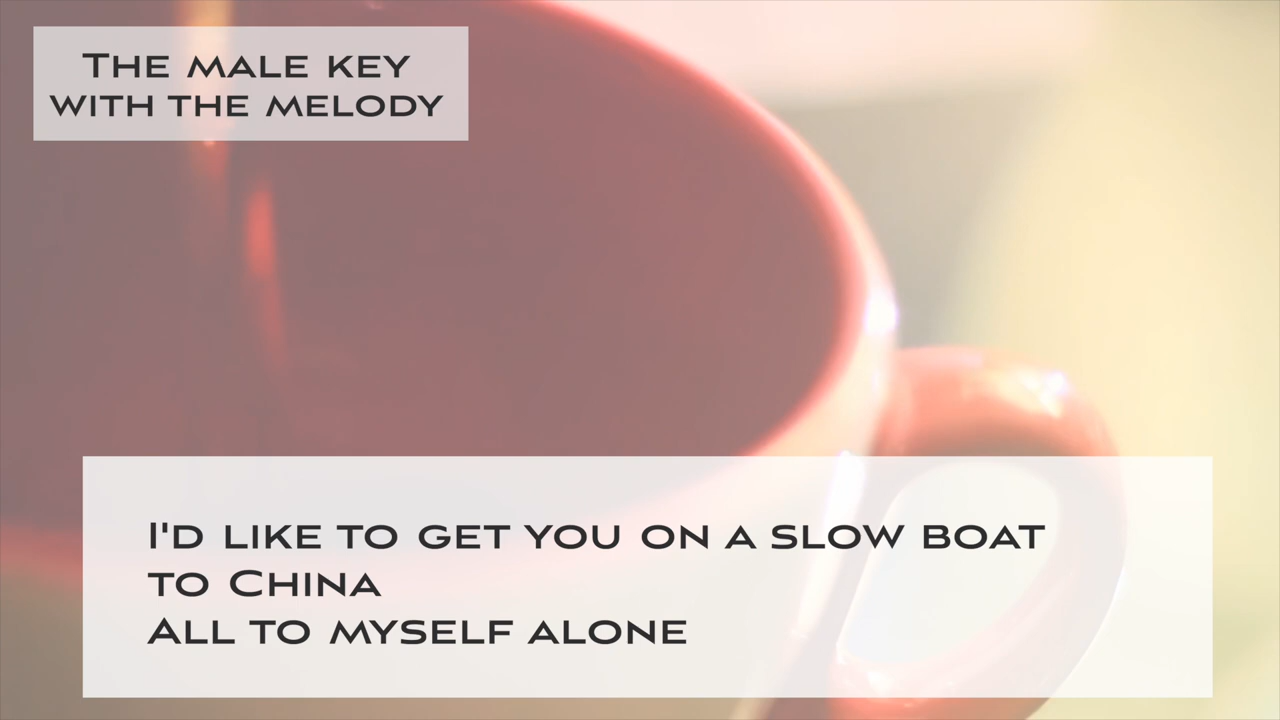 The male key
with the melody
I'd like to get you on a slow boat
to China
All to myself alone